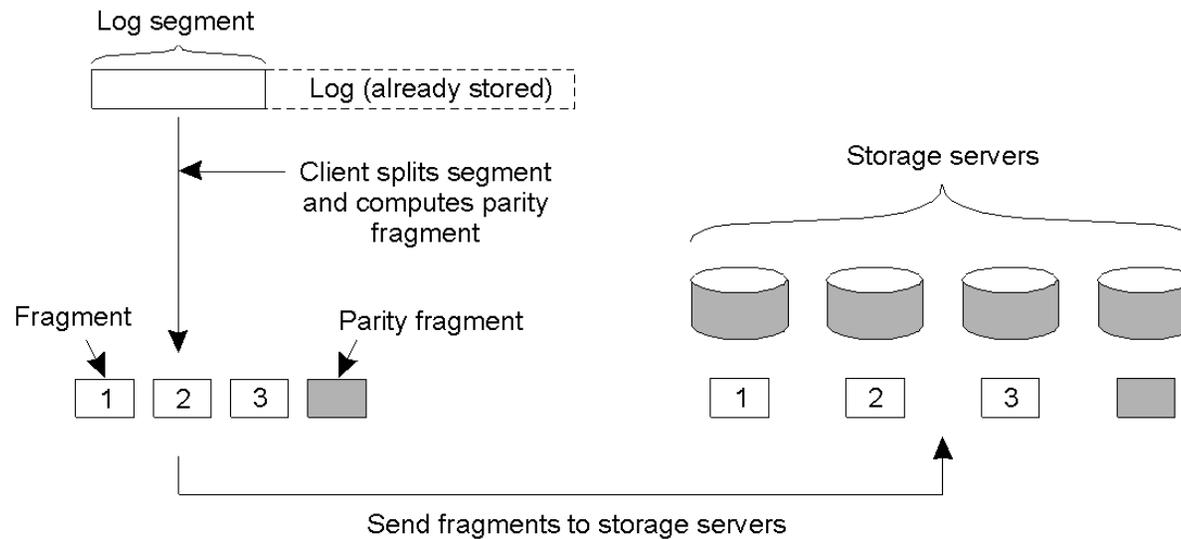 Log segment
Log (already stored)
Client splits segment
and computes parity
fragment
Storage servers
Fragment
Parity fragment
1 2 3
1 2 3
Send fragments to storage servers